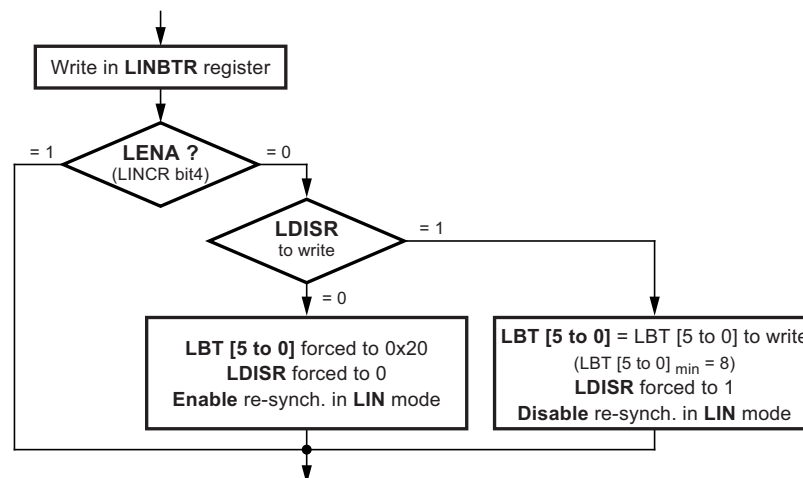 Write in LINBTR register
LENA ?
(LINCR bit4)
= 1
= 0
LDISR
to write
= 1
= 0
LBT [5 to 0] forced to 0x20
LDISR forced to 0
Enable re-synch. in LIN mode
LBT [5 to 0] = LBT [5 to 0] to write
(LBT [5 to 0] min = 8)
LDISR forced to 1
Disable re-synch. in LIN mode